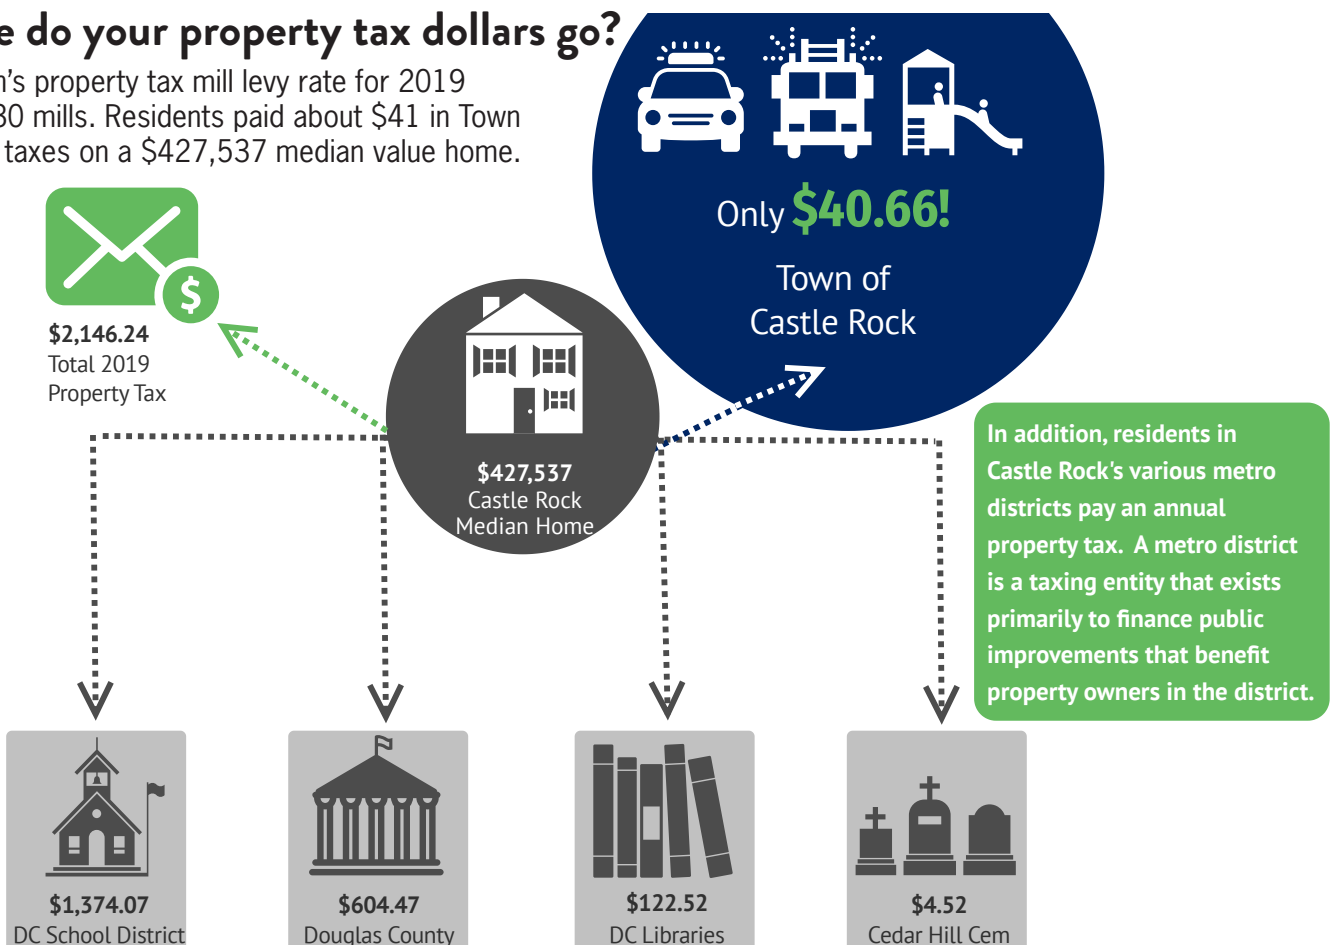 e do your property tax dollars go?
n's property tax mill levy rate for 2019
30 mills. Residents paid about $41 in Town
taxes on a $427,537 median value home.
Only $40.66!
Town of
Castle Rock
$
$2,146.24
Total 2019
Property Tax
$427,537
Castle Rock
Median Home
In addition, residents in
Castle Rock's various metro
districts pay an annual
property tax. A metro district
is a taxing entity that exists
primarily to finance public
improvements that benefit
property owners in the district.
$1,374.07
DC School District
$604.47
Douglas County
$122.52
DC Libraries
$4.52
Cedar Hill Cem